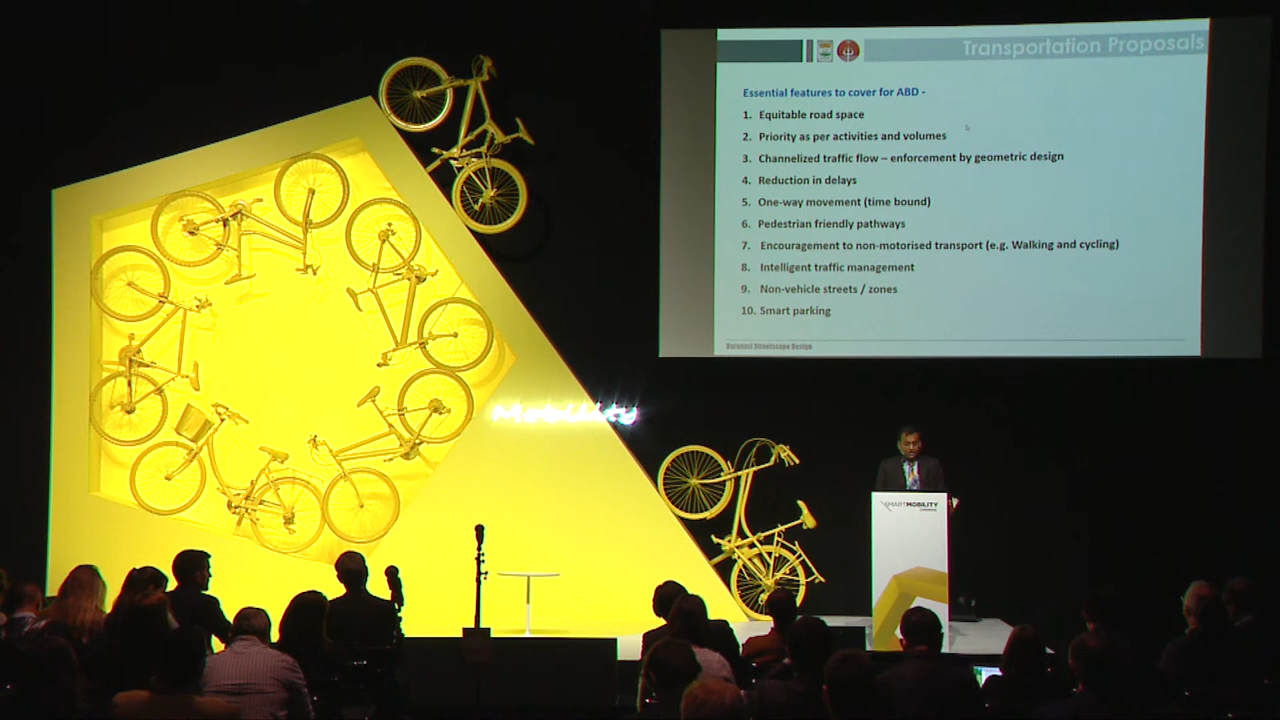 Transportation Proposals
Essential features to cover for ABD -
1. Equitable road space
2. Priority as per activities and volumes
3. Channelized traffic flow – enforcement by geometric design
4. Reduction in delays
5. One-way movement (time bound)
6. Pedestrian friendly pathways
7. Encouragement to non-motorised transport (e.g. Walking and cycling)
8. Intelligent traffic management
9. Non-vehicle streets / zones
10. Smart parking
Varanasi Streetscape Design
Mobility
SMARTMOBILITY